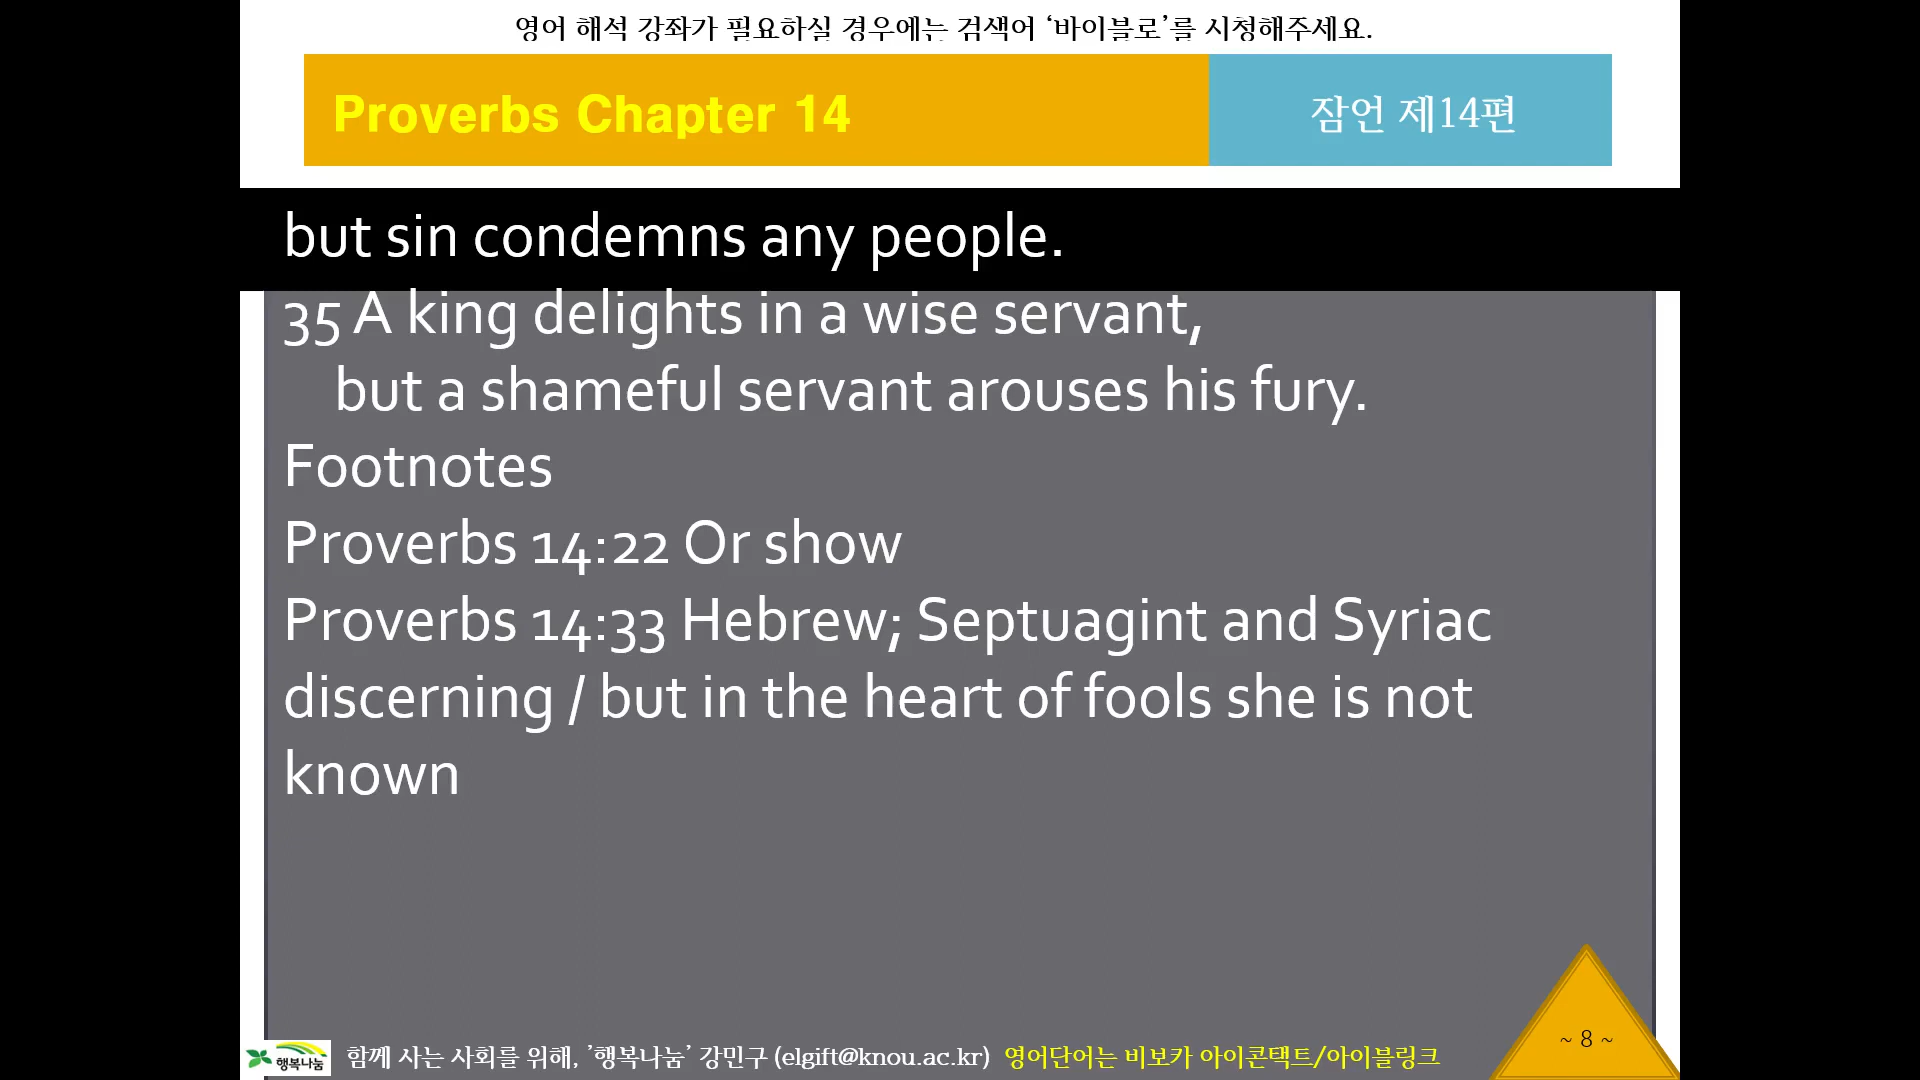 영어 해석 강좌가 필요하실 경우에는 검색어 ‘바이블로’를 시청해주세요.
Proverbs Chapter 14
잠언 제14편
but sin condemns any people.
35 A king delights in a wise servant,
but a shameful servant arouses his fury.
Footnotes
Proverbs 14:22 Or show
Proverbs 14:33 Hebrew; Septuagint and Syriac
discerning / but in the heart of fools she is not
known
~ 8 ~
행복나눔
함께 사는 사회를 위해, ’행복나눔’ 강민구 (elgift@knou.ac.kr) 영어단어는 비보카 아이콘택트/아이블링크